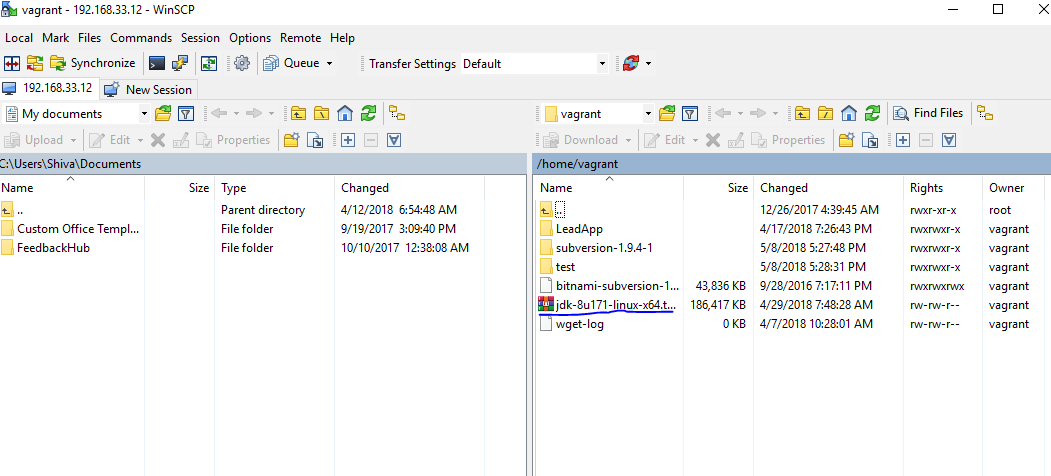 vagrant - 192.168.33.12 - WinSCP
Local Mark Files Commands Session Options Remote Help
Synchronize Queue Transfer Settings Default
192.168.33.12 New Session
My documents vagrant Find Files
Upload Edit Properties Download Edit Properties
C:\Users\Shiva\Documents /home/vagrant
Name Size Type Changed Name Size Changed Rights Owner
.. Parent directory 4/12/2018 6:54:48 AM .. 12/26/2017 4:39:45 AM rwxr-xr-x root
Custom Office Templ... File folder 9/19/2017 3:09:40 PM LeadApp 4/17/2018 7:26:43 PM rwxrwxr-x vagrant
FeedbackHub File folder 10/10/2017 12:38:08 AM subversion-1.9.4-1 5/8/2018 5:27:48 PM rwxrwxr-x vagrant
test 5/8/2018 5:28:31 PM rwxrwxr-x vagrant
bitnami-subversion-1... 43,836 KB 9/28/2016 7:17:11 PM rwxrwxrwx vagrant
jdk-8u171-linux-x64.t... 186,417 KB 4/29/2018 7:48:28 AM rw-rw-r-- vagrant
wget-log 0 KB 4/7/2018 10:28:01 AM rw-rw-r-- vagrant